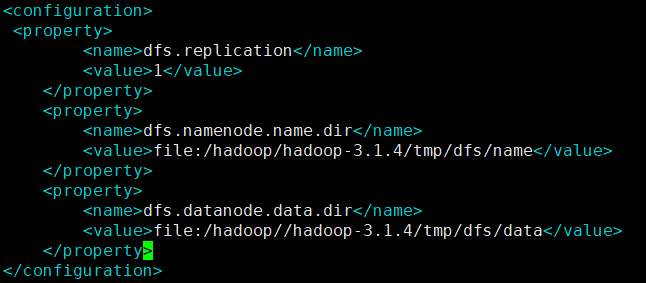 <configuration>
 <property>
        <name>dfs.replication</name>
        <value>1</value>
    </property>
    <property>
        <name>dfs.namenode.name.dir</name>
        <value>file:/hadoop/hadoop-3.1.4/tmp/dfs/name</value>
    </property>
    <property>
        <name>dfs.datanode.data.dir</name>
        <value>file:/hadoop//hadoop-3.1.4/tmp/dfs/data</value>
    </property>
</configuration>